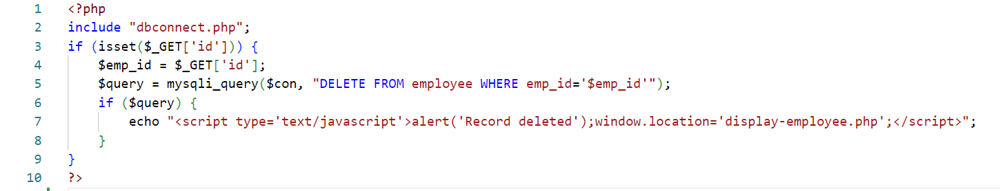 1 <?php
2 include "dbconnect.php";
3 if (isset($_GET['id'])) {
4 $emp_id = $_GET['id'];
5 $query = mysqli_query($con, "DELETE FROM employee WHERE emp_id='$emp_id'");
6 if ($query) {
7 echo "<script type='text/javascript'>alert('Record deleted');window.location='display-employee.php';</script>";
8 }
9 }
10 ?>